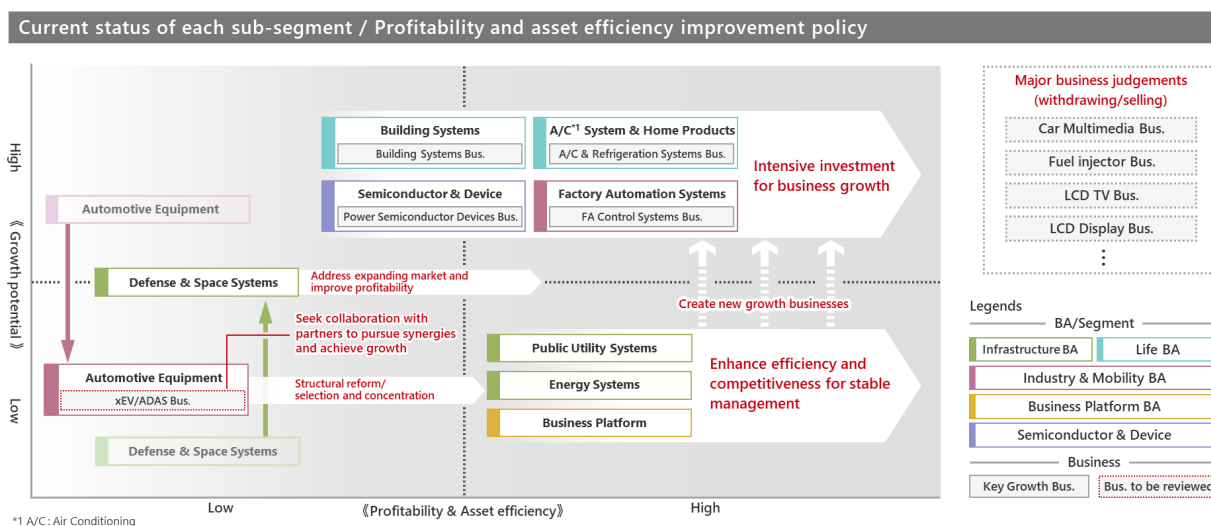 Current status of each sub-segment / Profitability and asset efficiency improvement policy
High
《 Growth potential 》
Low
Building Systems
Building Systems Bus.
A/C*1 System & Home Products
A/C & Refrigeration Systems Bus.
Semiconductor & Device
Power Semiconductor Devices Bus.
Factory Automation Systems
FA Control Systems Bus.
Intensive investment
for business growth
Automotive Equipment
Defense & Space Systems
Address expanding market and
improve profitability
Create new growth businesses
Seek collaboration with
partners to pursue synergies
and achieve growth
Automotive Equipment
xEV/ADAS Bus.
Structural reform/
selection and concentration
Public Utility Systems
Energy Systems
Business Platform
Enhance efficiency and
competitiveness for stable
management
Defense & Space Systems
Low
《Profitability & Asset efficiency》
High
*1 A/C : Air Conditioning
Major business judgements
(withdrawing/selling)
Car Multimedia Bus.
Fuel injector Bus.
LCD TV Bus.
LCD Display Bus.
⋮
Legends
BA/Segment
Infrastructure BA
Life BA
Industry & Mobility BA
Business Platform BA
Semiconductor & Device
Business
Key Growth Bus.
Bus. to be reviewed